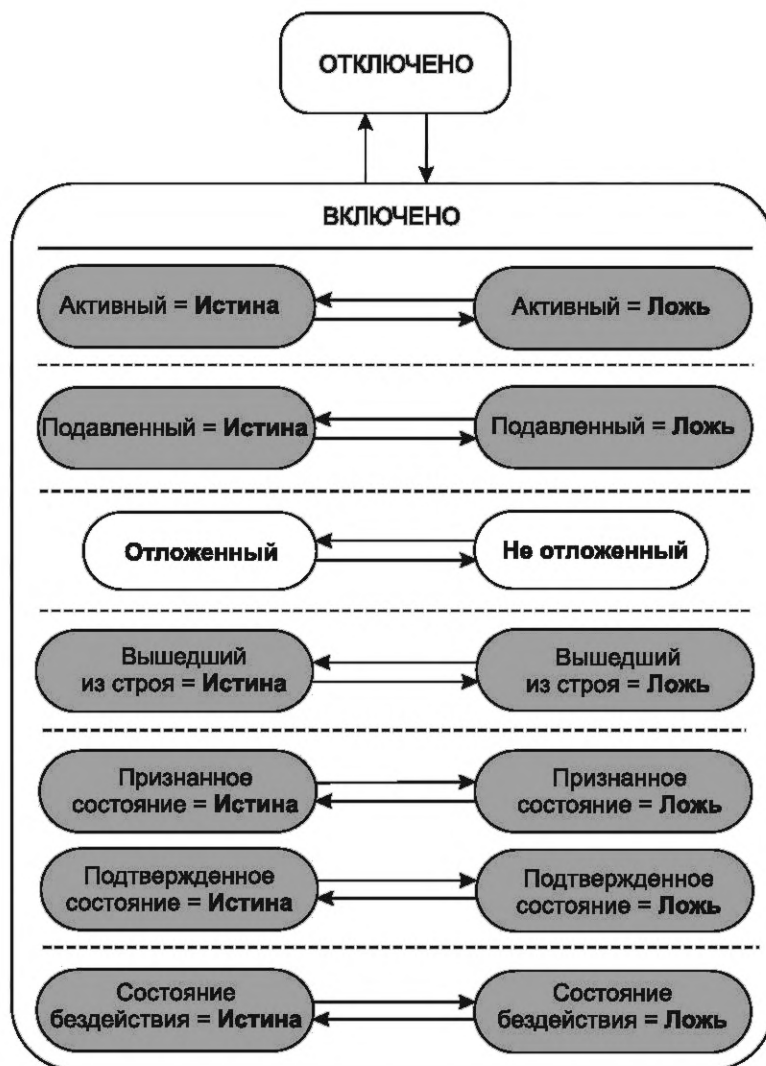 ОТКЛЮЧЕНО
ВКЛЮЧЕНО
Активный = Истина
Активный = Ложь
Подавленный = Истина
Подавленный = Ложь
Отложенный
Не отложенный
Вышедший
из строя = Истина
Вышедший
из строя = Ложь
Признанное
состояние = Истина
Признанное
состояние = Ложь
Подтвержденное
состояние = Истина
Подтвержденное
состояние = Ложь
Состояние
бездействия = Истина
Состояние
бездействия = Ложь